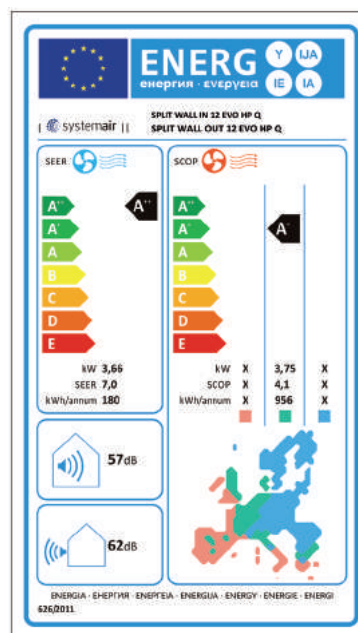 ENERG Y IJA
енергия · ενεργεια IE IA
systemair
SPLIT WALL IN 12 EVO HP Q
SPLIT WALL OUT 12 EVO HP Q
SEER
A++
A++
A+
A
B
C
D
E
kW 3,66
SEER 7,0
kWh/annum 180
SCOP
A++
A+
A+
A
B
C
D
E
kW X 3,75 X
SCOP X 4,1 X
kWh/annum X 956 X
57dB
62dB
ENERGIA · ЕНЕРГИЯ · ΕΝΕΡΓΕΙΑ · ENERGIJA · ENERGY · ENERGIE · ENERGI
626/2011